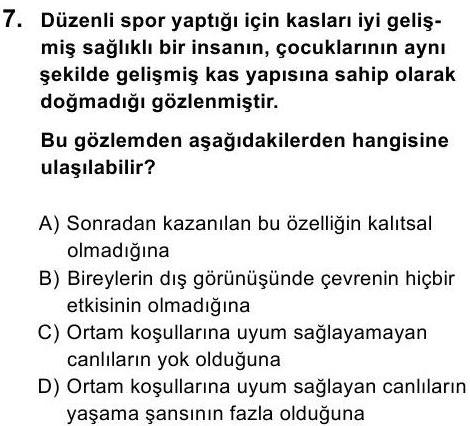 7. Düzenli spor yaptığı için kasları iyi geliş-
miş sağlıklı bir insanın, çocuklarının aynı
şekilde gelişmiş kas yapısına sahip olarak
doğmadığı gözlenmiştir.
Bu gözlemden aşağıdakilerden hangisine
ulaşılabilir?
A) Sonradan kazanılan bu özelliğin kalıtsal
olmadığına
B) Bireylerin dış görünüşünde çevrenin hiçbir
etkisinin olmadığına
C) Ortam koşullarına uyum sağlayamayan
canlıların yok olduğuna
D) Ortam koşullarına uyum sağlayan canlıların
yaşama şansının fazla olduğuna